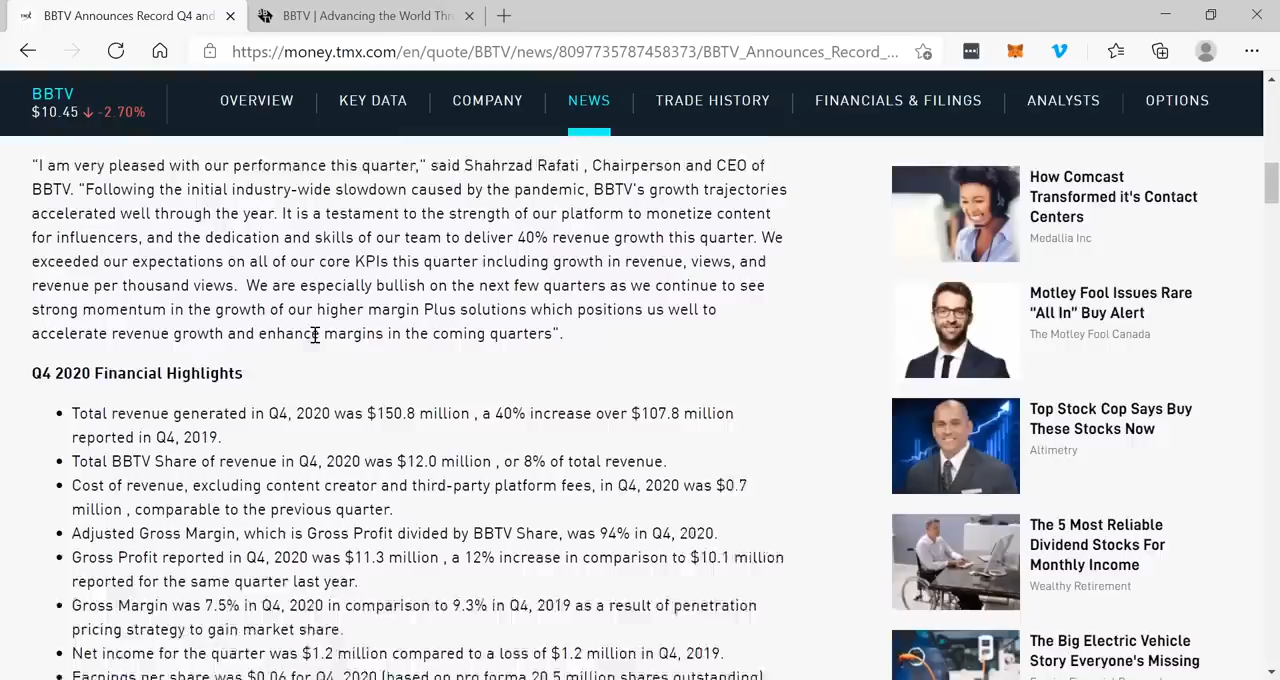 BBTV Announces Record Q4 and
BBTV | Advancing the World Thr
https://money.tmx.com/en/quote/BBTV/news/8097735787458373/BBTV_Announces_Record_...
BBTV
$10.45 ↓ -2.70%
OVERVIEW
KEY DATA
COMPANY
NEWS
TRADE HISTORY
FINANCIALS & FILINGS
ANALYSTS
OPTIONS
“I am very pleased with our performance this quarter,” said Shahrzad Rafati , Chairperson and CEO of
BBTV. “Following the initial industry-wide slowdown caused by the pandemic, BBTV's growth trajectories
accelerated well through the year. It is a testament to the strength of our platform to monetize content
for influencers, and the dedication and skills of our team to deliver 40% revenue growth this quarter. We
exceeded our expectations on all of our core KPIs this quarter including growth in revenue, views, and
revenue per thousand views. We are especially bullish on the next few quarters as we continue to see
strong momentum in the growth of our higher margin Plus solutions which positions us well to
accelerate revenue growth and enhance margins in the coming quarters”.
Q4 2020 Financial Highlights
• Total revenue generated in Q4, 2020 was $150.8 million , a 40% increase over $107.8 million
reported in Q4, 2019.
• Total BBTV Share of revenue in Q4, 2020 was $12.0 million , or 8% of total revenue.
• Cost of revenue, excluding content creator and third-party platform fees, in Q4, 2020 was $0.7
million , comparable to the previous quarter.
• Adjusted Gross Margin, which is Gross Profit divided by BBTV Share, was 94% in Q4, 2020.
• Gross Profit reported in Q4, 2020 was $11.3 million , a 12% increase in comparison to $10.1 million
reported for the same quarter last year.
• Gross Margin was 7.5% in Q4, 2020 in comparison to 9.3% in Q4, 2019 as a result of penetration
pricing strategy to gain market share.
• Net income for the quarter was $1.2 million compared to a loss of $1.2 million in Q4, 2019.
• Earnings per share was $0.06 for Q4, 2020 (based on pro forma 20.5 million shares outstanding)
How Comcast
Transformed it's Contact
Centers
Medallia Inc
Motley Fool Issues Rare
"All In" Buy Alert
The Motley Fool Canada
Top Stock Cop Says Buy
These Stocks Now
Altimetry
The 5 Most Reliable
Dividend Stocks For
Monthly Income
Wealthy Retirement
The Big Electric Vehicle
Story Everyone's Missing